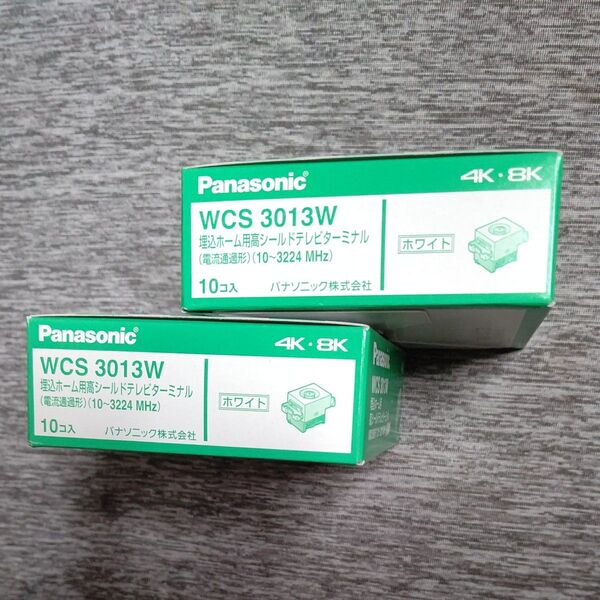 Panasonic®
4K・8K
WCS 3013W
埋込ホーム用高シールドテレビターミナル
(電流通過形)(10~3224 MHz)
ホワイト
10コ入
パナソニック株式会社
Panasonic®
4K・8K
WCS 3013W
埋込ホーム用高シールドテレビターミナル
(電流通過形)(10~3224 MHz)
ホワイト
10コ入
パナソニック株式会社